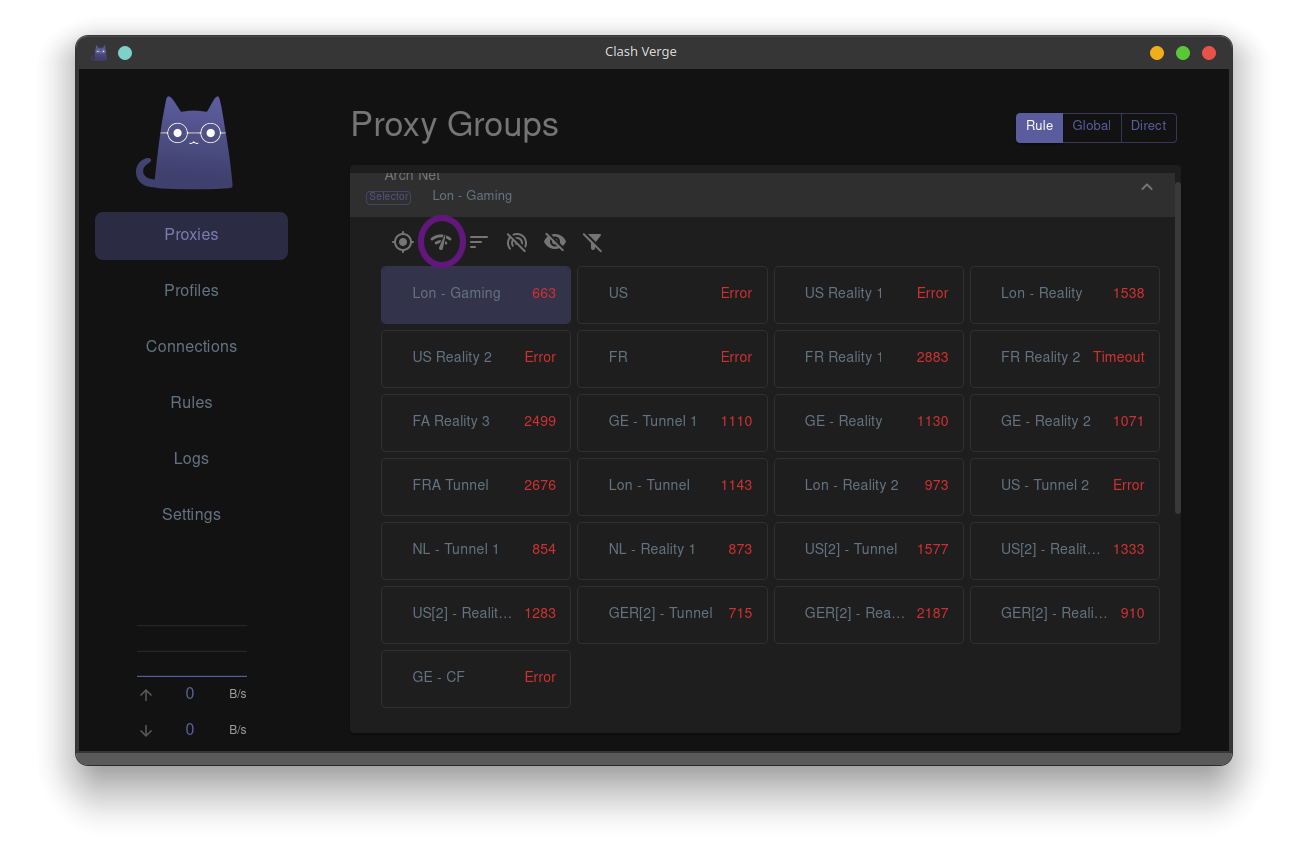 Clash Verge
Proxy Groups
Rule Global Direct
Proxies
Profiles
Connections
Rules
Logs
Settings
0 B/s
0 B/s
Arch Net
Selector Lon - Gaming
Lon - Gaming 663
US Error
US Reality 1 Error
Lon - Reality 1538
US Reality 2 Error
FR Error
FR Reality 1 2883
FR Reality 2 Timeout
FA Reality 3 2499
GE - Tunnel 1 1110
GE - Reality 1130
GE - Reality 2 1071
FRA Tunnel 2676
Lon - Tunnel 1143
Lon - Reality 2 973
US - Tunnel 2 Error
NL - Tunnel 1 854
NL - Reality 1 873
US[2] - Tunnel 1577
US[2] - Realit... 1333
US[2] - Realit... 1283
GER[2] - Tunnel 715
GER[2] - Rea... 2187
GER[2] - Reali... 910
GE - CF Error